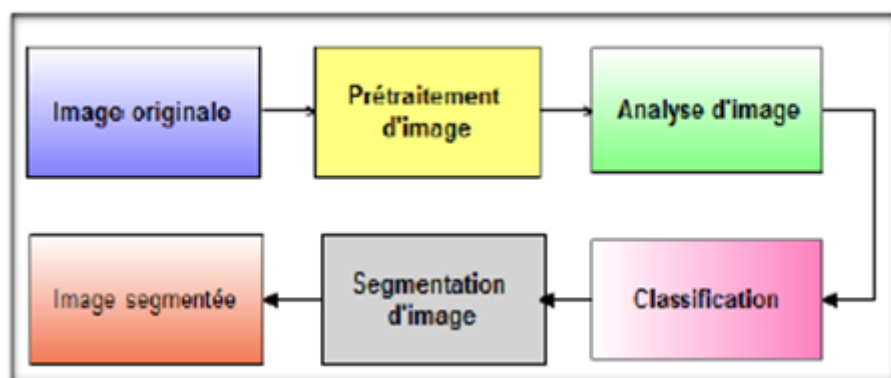 Image originale
Prétraitement
d'image
Analyse d'image
Classification
Segmentation
d'image
Image segmentée